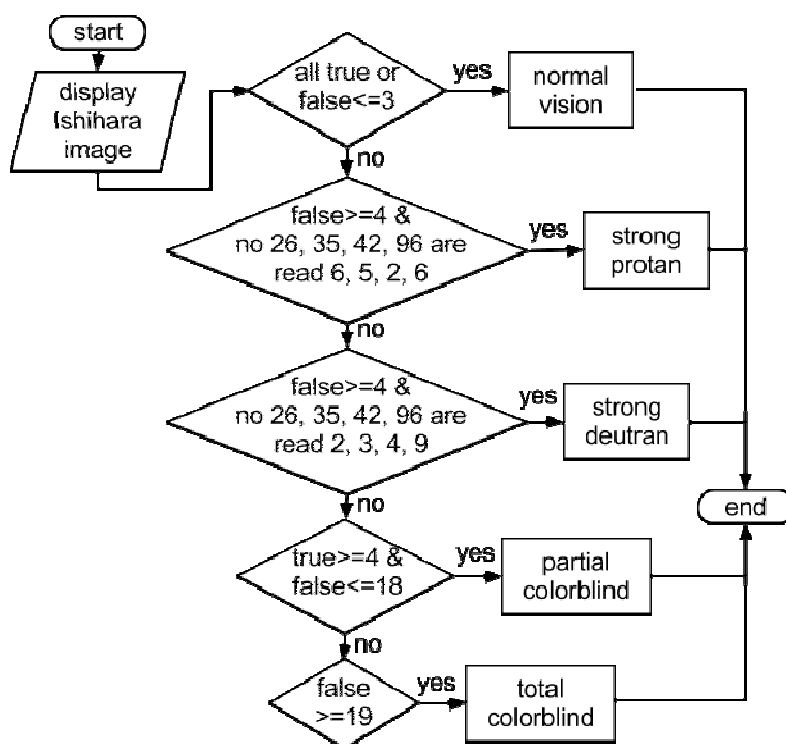 start
display
Ishihara
image
all true or
false<=3
yes
normal
vision
no
false>=4 &
no 26, 35, 42, 96 are
read 6, 5, 2, 6
yes
strong
protan
no
false>=4 &
no 26, 35, 42, 96 are
read 2, 3, 4, 9
yes
strong
deutran
no
end
true>=4 &
false<=18
yes
partial
colorblind
no
false
>=19
yes
total
colorblind